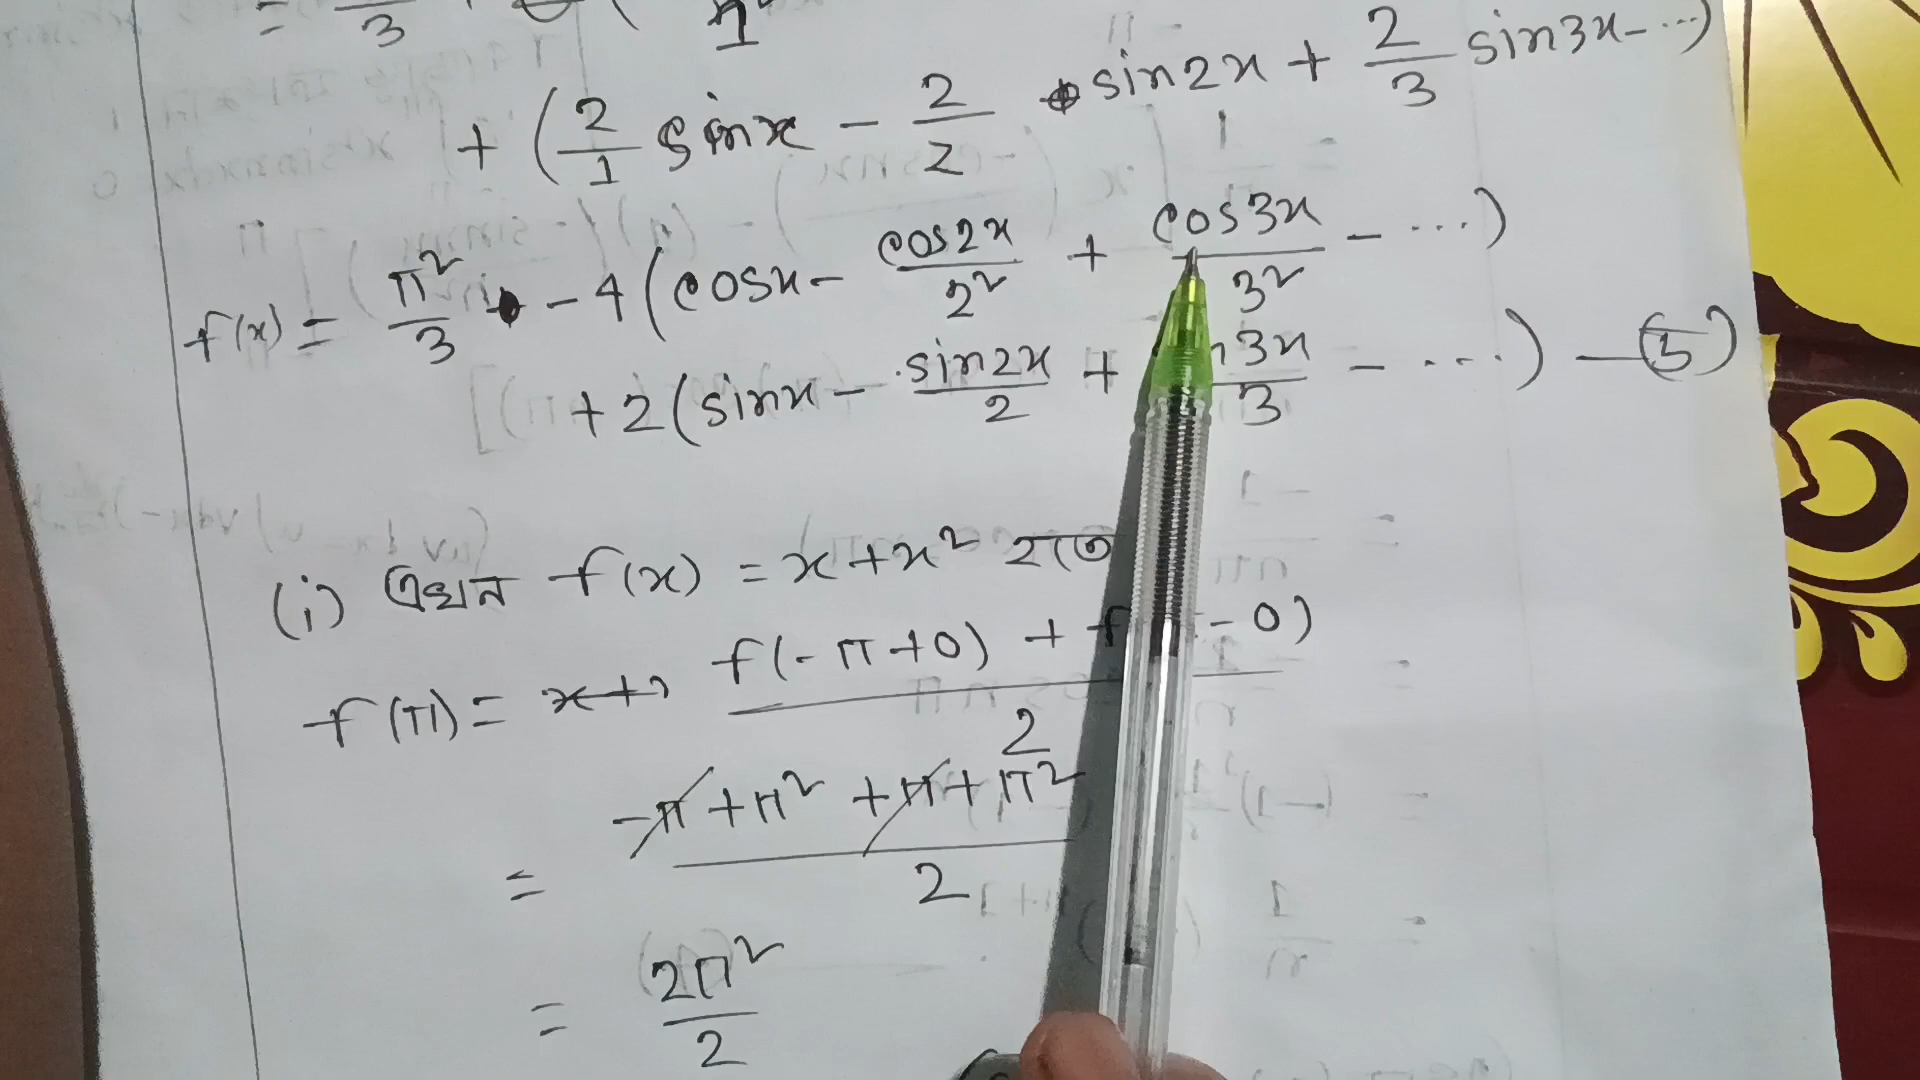 = /3
+ (2/1 sinx - 2/2 sin2x + 2/3 sin3x - ...)
f(x) = π²/3 - 4(cosx - cos2x/2² + cos3x/3² - ...)
+ 2(sinx - sin2x/2 + n3x/3 - ...) — (5)
(i) এখন f(x) = x + x² হতে
f(π) = f(-π+0) + f -0) / 2
= -π + π² + π + π² / 2
= 2π²/2